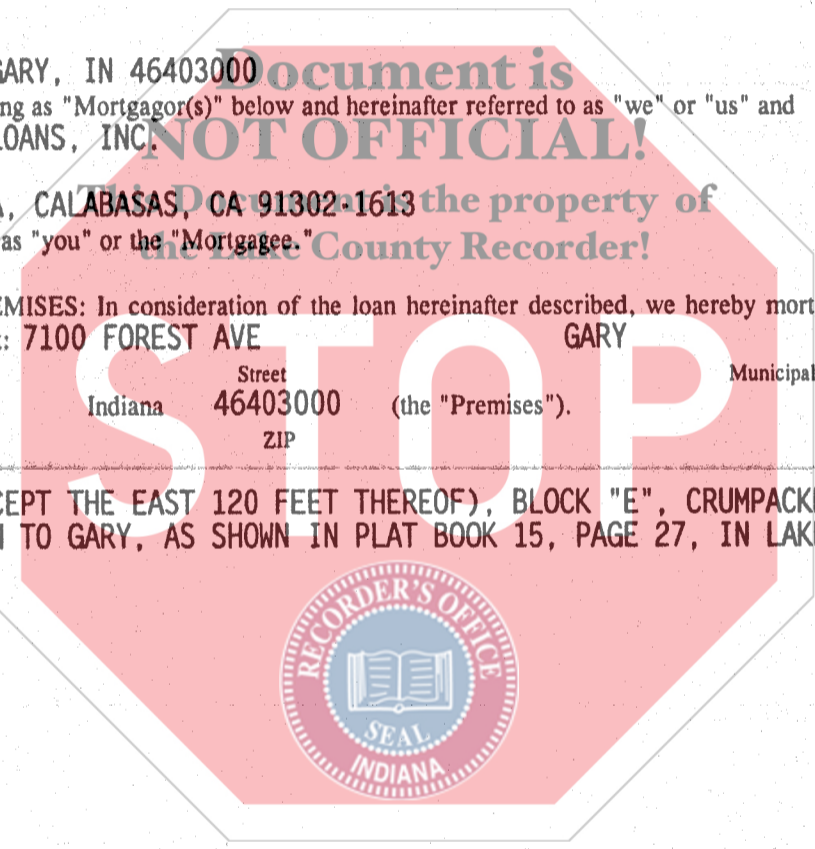 GARY, IN 46403000
Document is
ng as "Mortgagor(s)" below and hereinafter referred to as "we" or "us" and
LOANS, INC.
NOT OFFICIAL!
, CALABASAS, CA 91302-1613
This Document is the property of
as "you" or the "Mortgagee."
the Lake County Recorder!
EMISES: In consideration of the loan hereinafter described, we hereby mort
: 7100 FOREST AVE GARY
Street Municipal
Indiana 46403000 (the "Premises").
ZIP
STOP
CEPT THE EAST 120 FEET THEREOF), BLOCK "E", CRUMPACK
TO GARY, AS SHOWN IN PLAT BOOK 15, PAGE 27, IN LAK
RECORDER'S OFFICE
SEAL
INDIANA